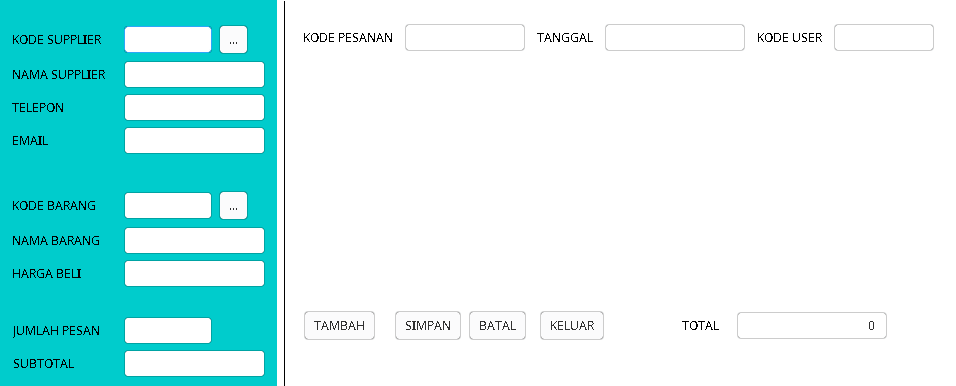 KODE SUPPLIER ...
NAMA SUPPLIER
TELEPON
EMAIL
KODE BARANG ...
NAMA BARANG
HARGA BELI
JUMLAH PESAN
SUBTOTAL
KODE PESANAN TANGGAL KODE USER
TAMBAH SIMPAN BATAL KELUAR TOTAL 0